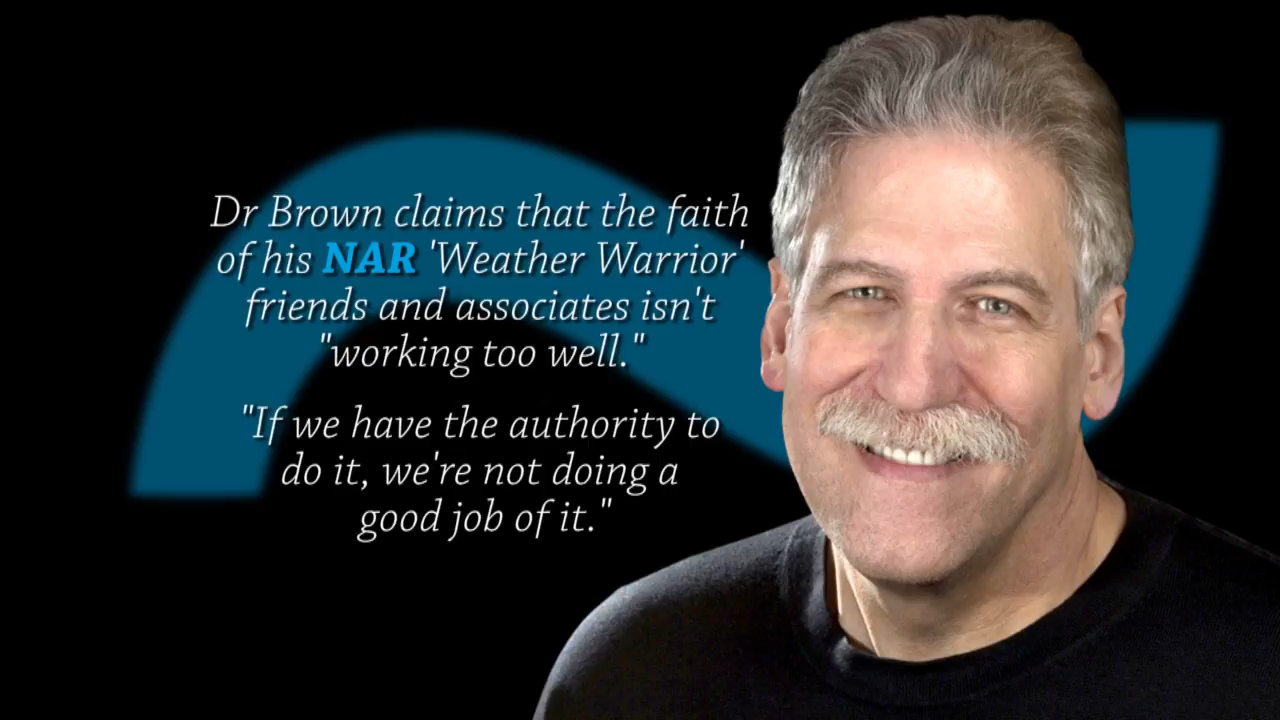 Dr Brown claims that the faith
of his NAR 'Weather Warrior'
friends and associates isn't
"working too well."
"If we have the authority to
do it, we're not doing a
good job of it."